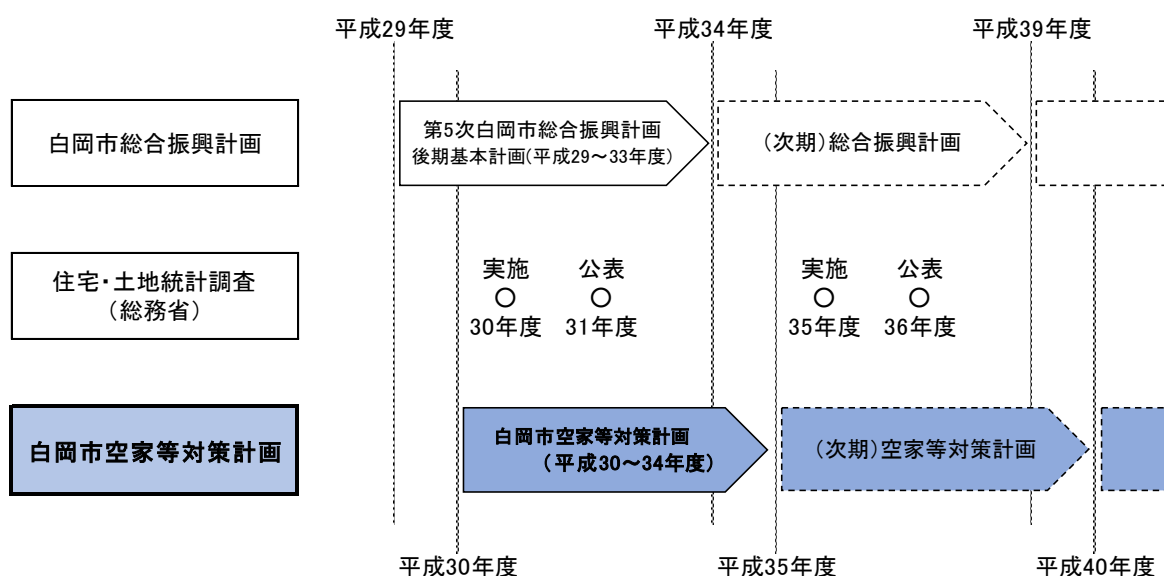 平成29年度
平成34年度
平成39年度
白岡市総合振興計画
第5次白岡市総合振興計画
後期基本計画(平成29～33年度)
(次期)総合振興計画
住宅・土地統計調査
(総務省)
実施
30年度
公表
31年度
実施
35年度
公表
36年度
白岡市空家等対策計画
白岡市空家等対策計画
(平成30～34年度)
(次期)空家等対策計画
平成30年度
平成35年度
平成40年度